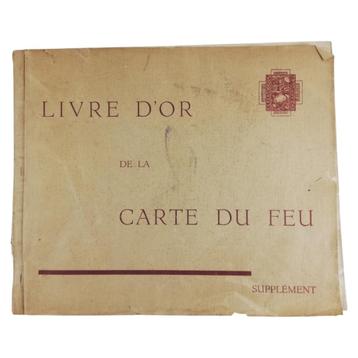 LIVRE D'OR
DE LA
CARTE DU FEU
SUPPLÉMENT